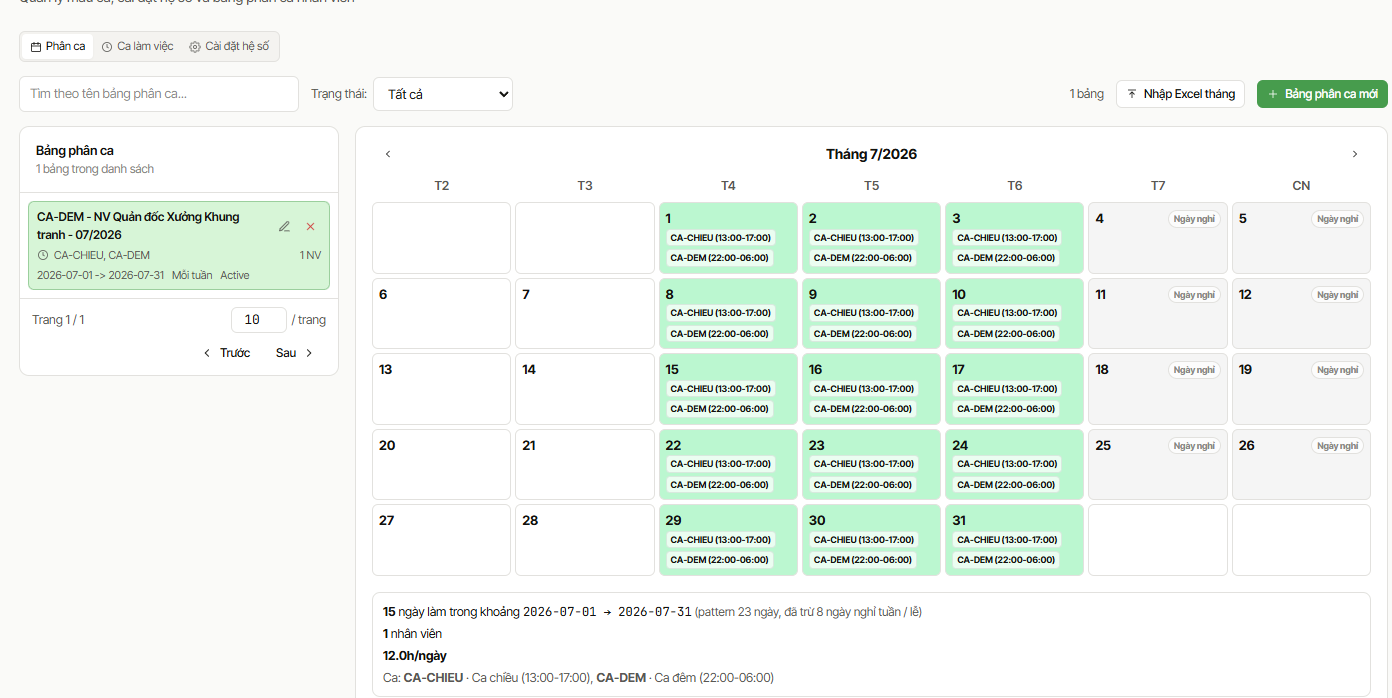 Quản lý mẫu ca, cài đặt hệ số và bảng phân ca nhân viên
Phân ca Ca làm việc Cài đặt hệ số
Tìm theo tên bảng phân ca... Trạng thái: Tất cả 1 bảng Nhập Excel tháng + Bảng phân ca mới
Bảng phân ca
1 bảng trong danh sách
CA-DEM - NV Quản đốc Xưởng Khung
tranh - 07/2026
CA-CHIEU, CA-DEM 1 NV
2026-07-01 -> 2026-07-31 Mỗi tuần Active
Trang 1 / 1 10 / trang
‹ Trước Sau ›
‹ Tháng 7/2026 ›
T2 T3 T4 T5 T6 T7 CN
1 2 3 4 Ngày nghỉ 5 Ngày nghỉ
CA-CHIEU (13:00-17:00) CA-CHIEU (13:00-17:00) CA-CHIEU (13:00-17:00)
CA-DEM (22:00-06:00) CA-DEM (22:00-06:00) CA-DEM (22:00-06:00)
6 7 8 9 10 11 Ngày nghỉ 12 Ngày nghỉ
CA-CHIEU (13:00-17:00) CA-CHIEU (13:00-17:00) CA-CHIEU (13:00-17:00)
CA-DEM (22:00-06:00) CA-DEM (22:00-06:00) CA-DEM (22:00-06:00)
13 14 15 16 17 18 Ngày nghỉ 19 Ngày nghỉ
CA-CHIEU (13:00-17:00) CA-CHIEU (13:00-17:00) CA-CHIEU (13:00-17:00)
CA-DEM (22:00-06:00) CA-DEM (22:00-06:00) CA-DEM (22:00-06:00)
20 21 22 23 24 25 Ngày nghỉ 26 Ngày nghỉ
CA-CHIEU (13:00-17:00) CA-CHIEU (13:00-17:00) CA-CHIEU (13:00-17:00)
CA-DEM (22:00-06:00) CA-DEM (22:00-06:00) CA-DEM (22:00-06:00)
27 28 29 30 31
CA-CHIEU (13:00-17:00) CA-CHIEU (13:00-17:00) CA-CHIEU (13:00-17:00)
CA-DEM (22:00-06:00) CA-DEM (22:00-06:00) CA-DEM (22:00-06:00)
15 ngày làm trong khoảng 2026-07-01 → 2026-07-31 (pattern 23 ngày, đã trừ 8 ngày nghỉ tuần / lễ)
1 nhân viên
12.0h/ngày
Ca: CA-CHIEU · Ca chiều (13:00-17:00), CA-DEM · Ca đêm (22:00-06:00)